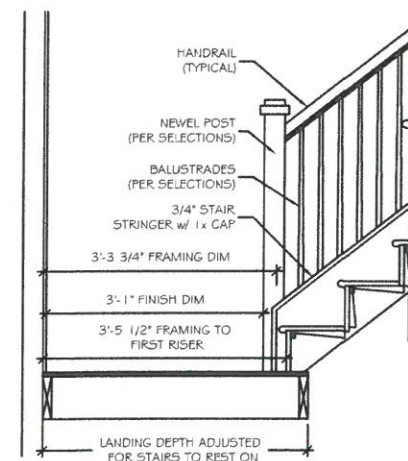 HANDRAIL
(TYPICAL)
NEWEL POST
(PER SELECTIONS)
BALUSTRADES
(PER SELECTIONS)
3/4" STAIR
STRINGER w/ 1x CAP
3'-3 3/4" FRAMING DIM
3'-1" FINISH DIM
3'-5 1/2" FRAMING TO
FIRST RISER
LANDING DEPTH ADJUSTED
FOR STAIRS TO REST ON